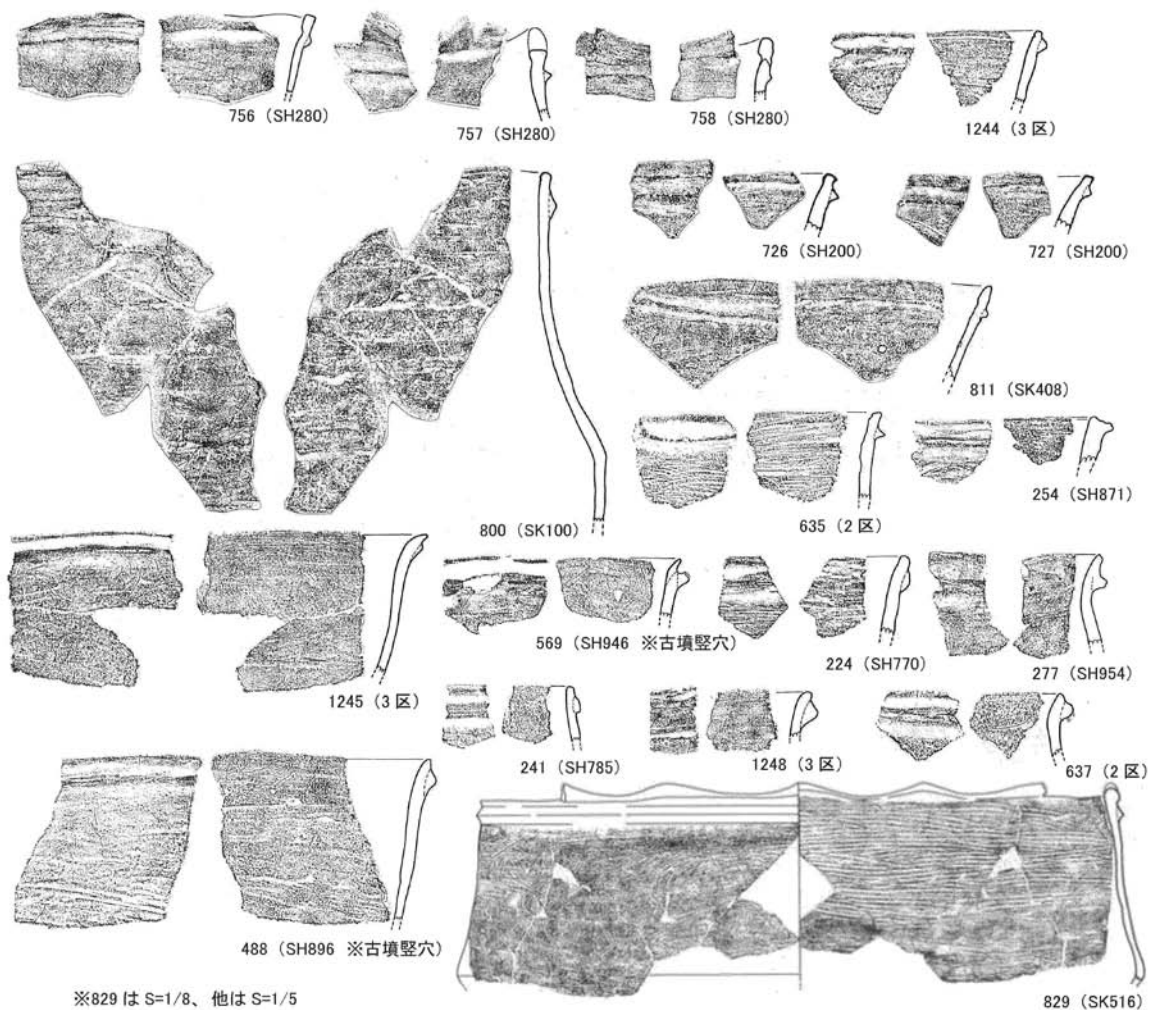 756（SH280）
757（SH280）
758（SH280）
1244（3区）
726（SH200）
727（SH200）
811（SK408）
800（SK100）
635（2区）
254（SH871）
1245（3区）
569（SH946 ※古墳竪穴）
224（SH770）
277（SH954）
241（SH785）
1248（3区）
637（2区）
488（SH896 ※古墳竪穴）
829（SK516）
※829はS=1/8、他はS=1/5